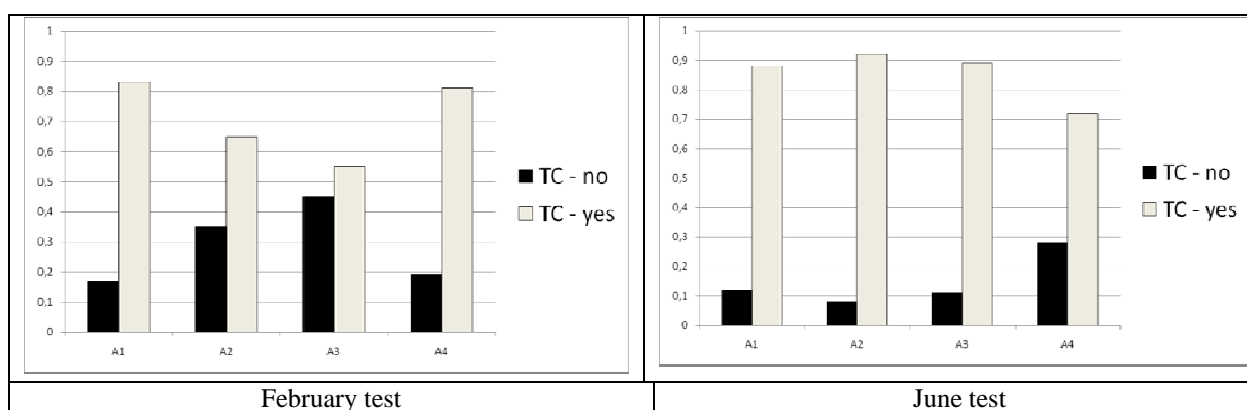 1
0,9
0,8
0,7
0,6
0,5
0,4
0,3
0,2
0,1
0
A1 A2 A3 A4
TC - no
TC - yes
February test
1
0,9
0,8
0,7
0,6
0,5
0,4
0,3
0,2
0,1
0
A1 A2 A3 A4
TC - no
TC - yes
June test